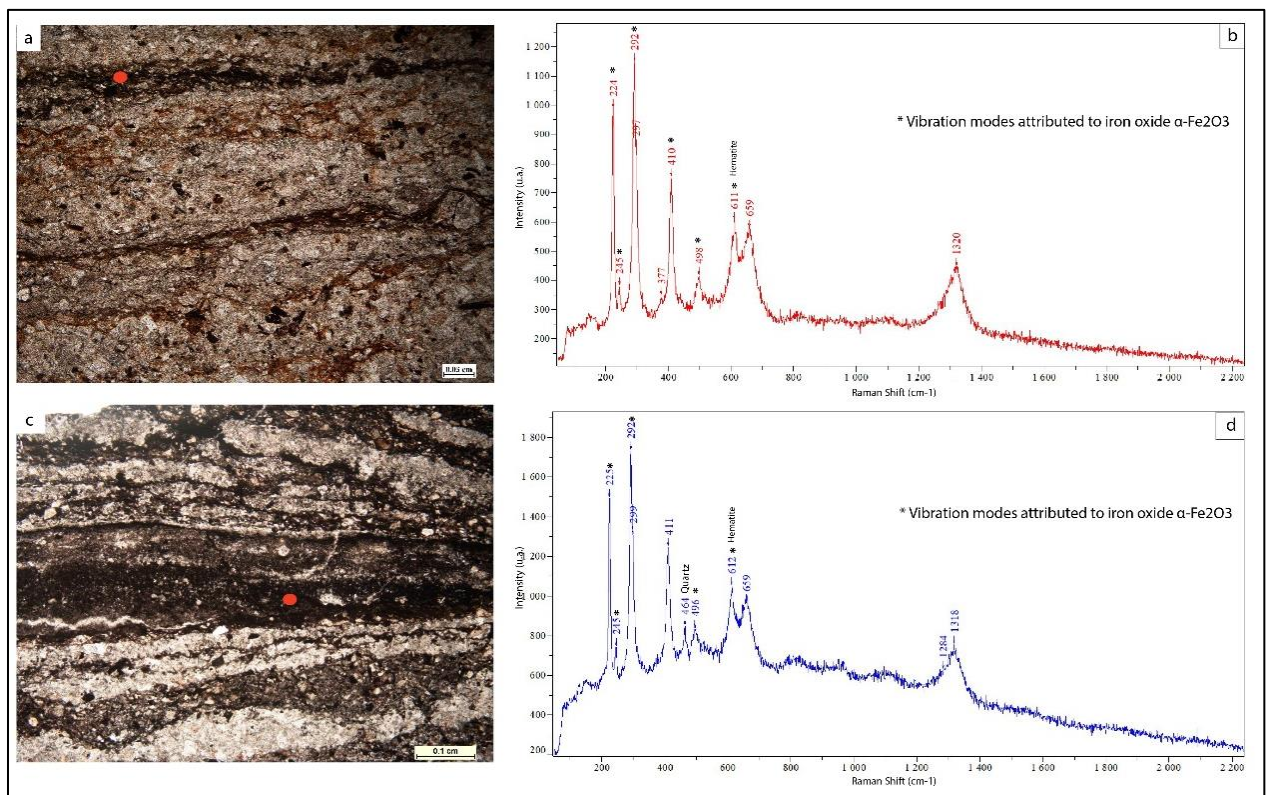 a
0.05 cm
b
* Vibration modes attributed to iron oxide α-Fe2O3
Intensity (u.a.)
1 200
1 100
1 000
900
800
700
600
500
400
300
200
224 *
245 *
292 *
297
377
410 *
498 *
611 * Hematite
659
1320
200 400 600 800 1 000 1 200 1 400 1 600 1 800 2 000 2 200
Raman Shift (cm-1)
c
0.1 cm
d
* Vibration modes attributed to iron oxide α-Fe2O3
Intensity (u.a.)
1 800
1 600
1 400
1 200
1 000
800
600
400
200
225*
245*
292*
299
411
464 Quartz
496 *
612 * Hematite
659
1284
1318
200 400 600 800 1 000 1 200 1 400 1 600 1 800 2 000 2 200
Raman Shift (cm-1)